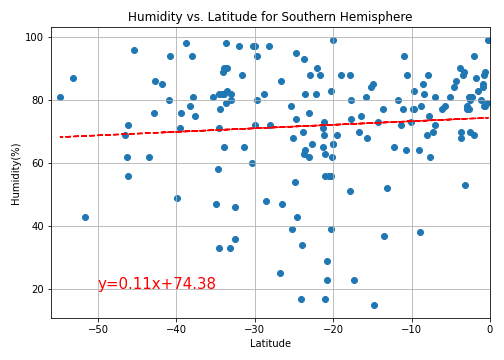 Humidity vs. Latitude for Southern Hemisphere
100
80
60
40
20
Humidity(%)
y=0.11x+74.38
−50
−40
−30
−20
−10
0
Latitude